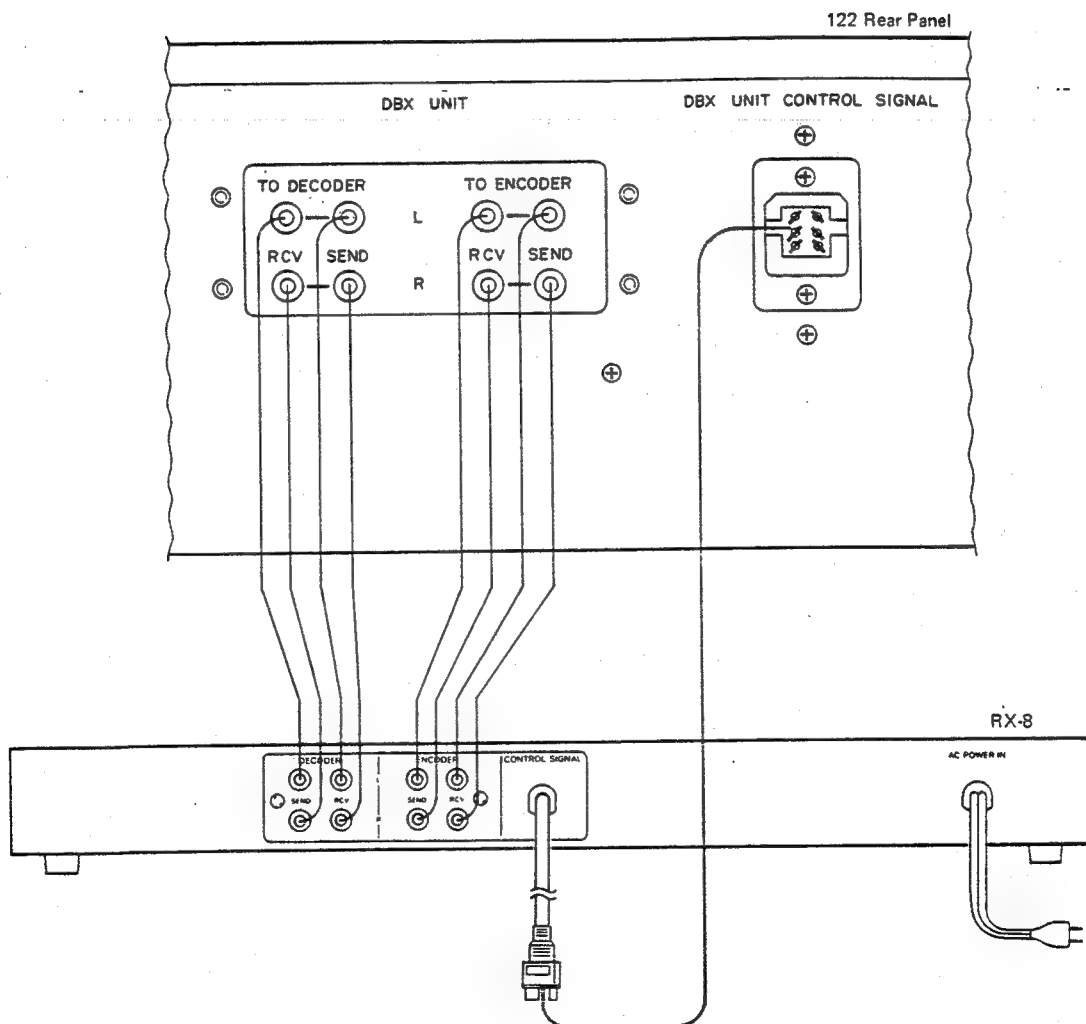 122 Rear Panel
DBX UNIT
DBX UNIT CONTROL SIGNAL
TO DECODER
TO ENCODER
L
RCV SEND
RCV SEND
R
RX-8
DECODER
ENCODER
CONTROL SIGNAL
AC POWER IN
L
SEND RCV
SEND RCV
R